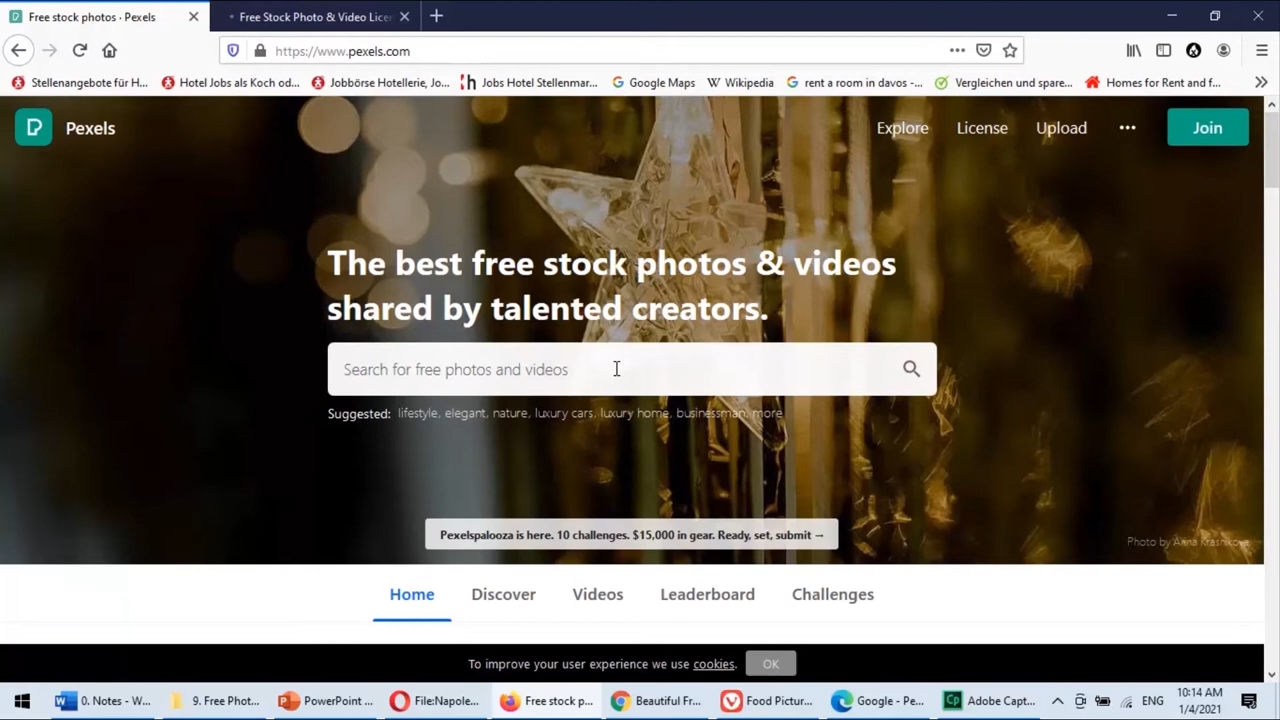 Free stock photos · Pexels
Free Stock Photo & Video Licen
https://www.pexels.com
Stellenangebote für H...
Hotel Jobs als Koch od...
Jobbörse Hotellerie, Jo...
Jobs Hotel Stellenmar...
Google Maps
Wikipedia
rent a room in davos -...
Vergleichen und spare...
Homes for Rent and f...
Pexels
Explore
License
Upload
Join
The best free stock photos & videos
shared by talented creators.
Search for free photos and videos
Suggested: lifestyle, elegant, nature, luxury cars, luxury home, businessman, more
Pexelspalooza is here. 10 challenges. $15,000 in gear. Ready, set, submit →
Photo by Anna Krasnikova
Home
Discover
Videos
Leaderboard
Challenges
To improve your user experience we use cookies.
OK
0. Notes - W...
9. Free Phot...
PowerPoint ...
File:Napole...
Free stock p...
Beautiful Fr...
Food Pictur...
Google - Pe...
Adobe Capt...
ENG
10:14 AM
1/4/2021